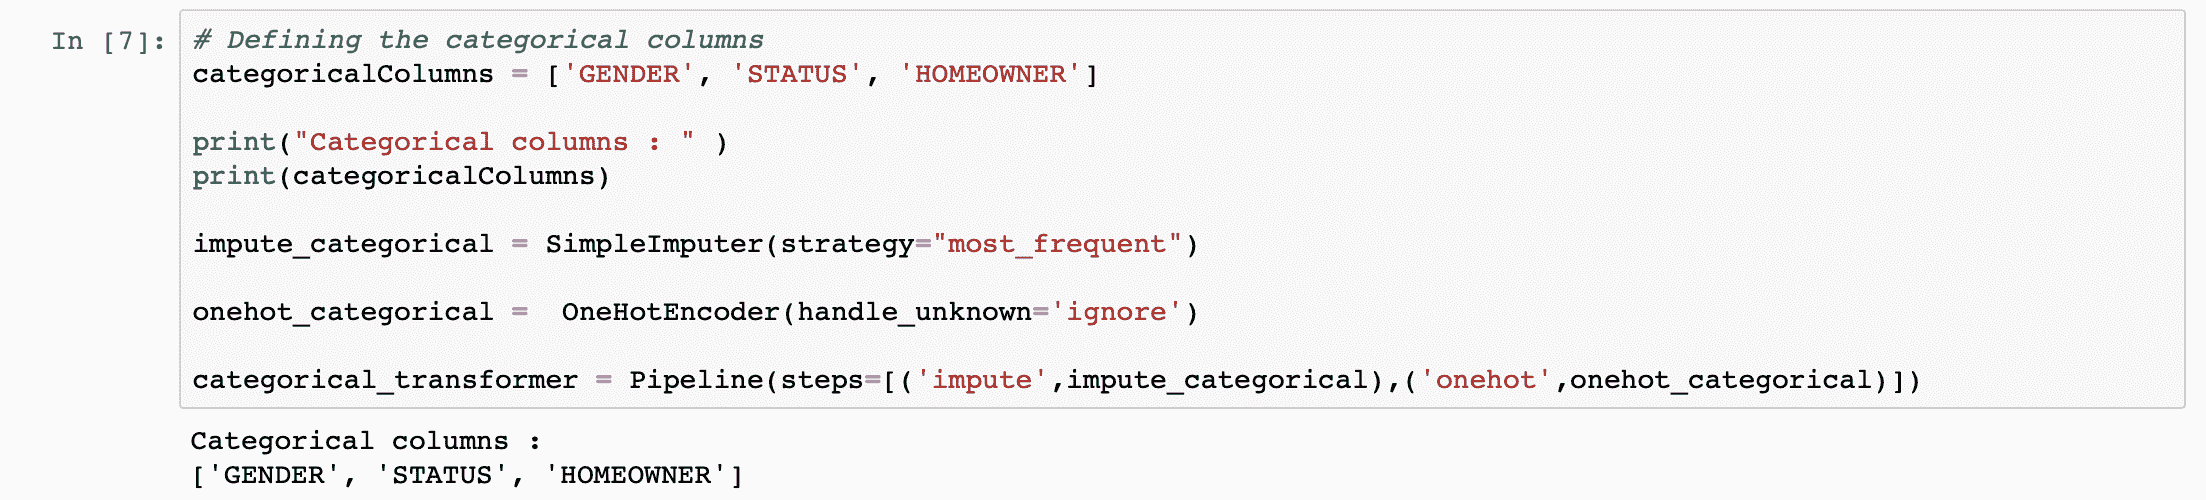 In [7]: # Defining the categorical columns
categoricalColumns = ['GENDER', 'STATUS', 'HOMEOWNER']
print("Categorical columns : " )
print(categoricalColumns)
impute_categorical = SimpleImputer(strategy="most_frequent")
onehot_categorical =  OneHotEncoder(handle_unknown='ignore')
categorical_transformer = Pipeline(steps=[('impute',impute_categorical),('onehot',onehot_categorical)])
Categorical columns :
['GENDER', 'STATUS', 'HOMEOWNER']